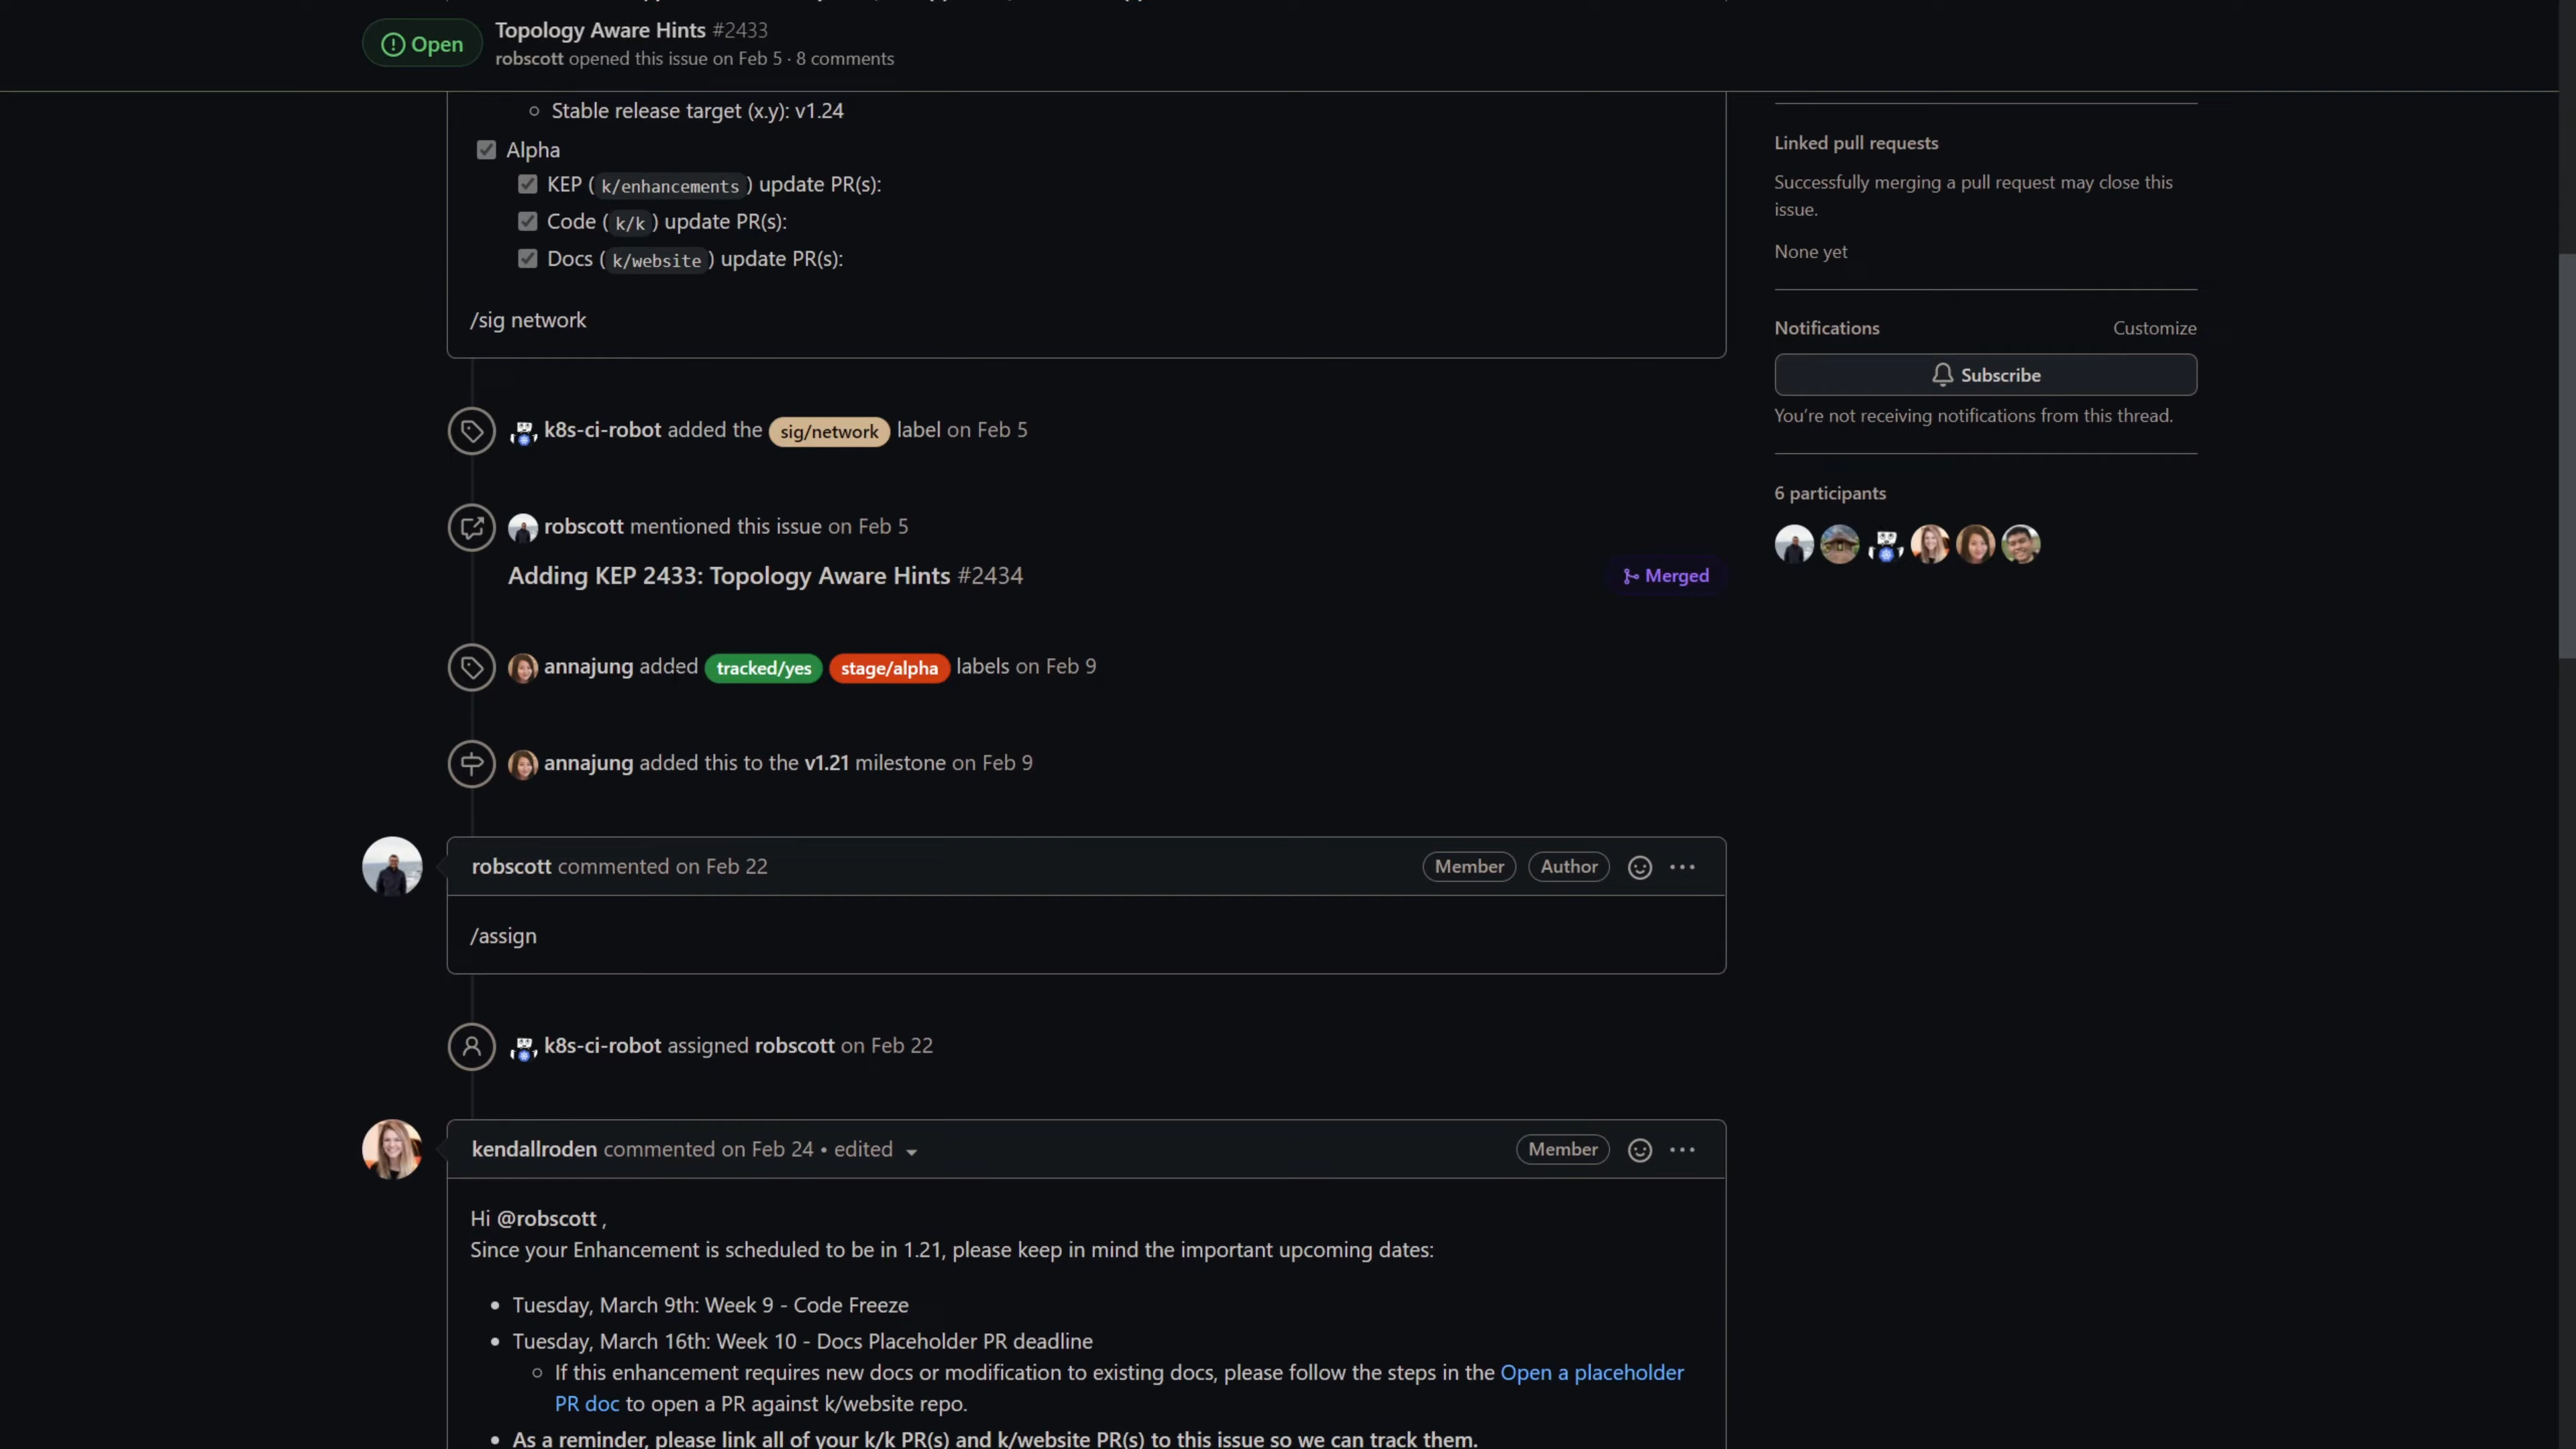 Open
Topology Aware Hints #2433
robscott opened this issue on Feb 5 · 8 comments
Stable release target (x.y): v1.24
Alpha
KEP ( k/enhancements ) update PR(s):
Code ( k/k ) update PR(s):
Docs ( k/website ) update PR(s):
/sig network
k8s-ci-robot added the sig/network label on Feb 5
robscott mentioned this issue on Feb 5
Adding KEP 2433: Topology Aware Hints #2434
Merged
annajung added tracked/yes stage/alpha labels on Feb 9
annajung added this to the v1.21 milestone on Feb 9
robscott commented on Feb 22
Member Author
/assign
k8s-ci-robot assigned robscott on Feb 22
kendallroden commented on Feb 24 • edited
Member
Hi @robscott ,
Since your Enhancement is scheduled to be in 1.21, please keep in mind the important upcoming dates:
• Tuesday, March 9th: Week 9 - Code Freeze
• Tuesday, March 16th: Week 10 - Docs Placeholder PR deadline
If this enhancement requires new docs or modification to existing docs, please follow the steps in the Open a placeholder
PR doc to open a PR against k/website repo.
• As a reminder, please link all of your k/k PR(s) and k/website PR(s) to this issue so we can track them.
Linked pull requests
Successfully merging a pull request may close this
issue.
None yet
Notifications
Customize
Subscribe
You're not receiving notifications from this thread.
6 participants